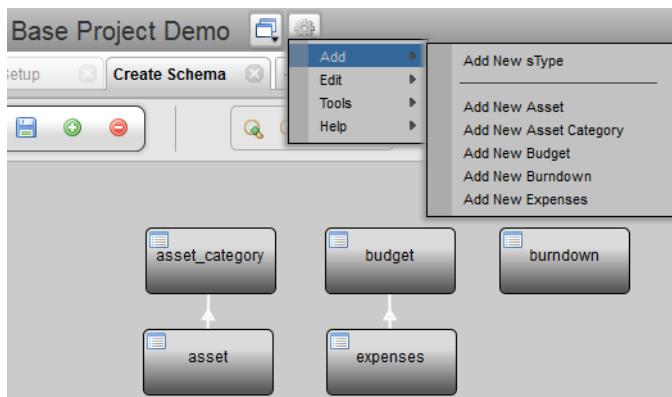 Base Project Demo
Setup
Create Schema
Add
Edit
Tools
Help
Add New sType
Add New Asset
Add New Asset Category
Add New Budget
Add New Burndown
Add New Expenses
asset_category
budget
burndown
asset
expenses